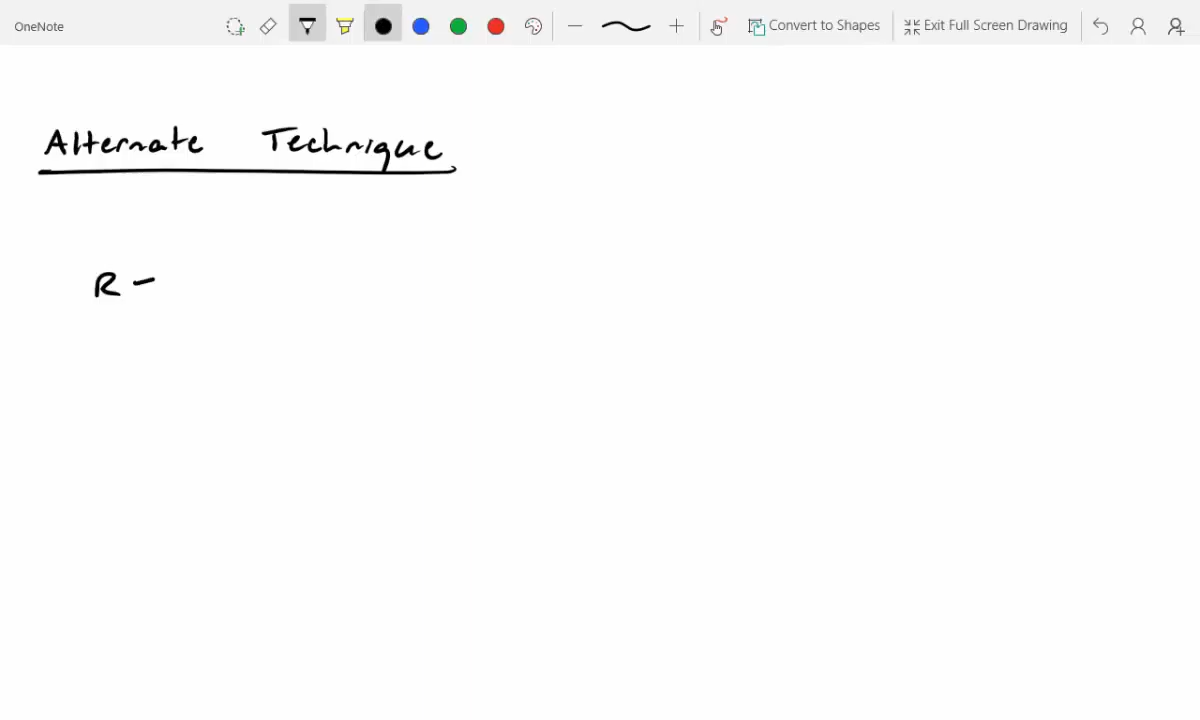 OneNote
Convert to Shapes
Exit Full Screen Drawing
Alternate Technique
R -